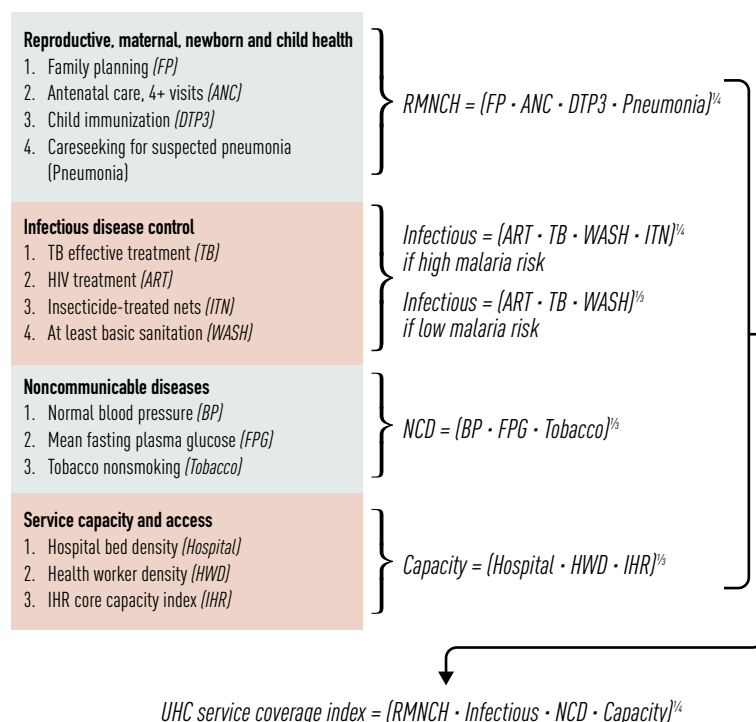 Reproductive, maternal, newborn and child health
1. Family planning (FP)
2. Antenatal care, 4+ visits (ANC)
3. Child immunization (DTP3)
4. Careseeking for suspected pneumonia
(Pneumonia)
RMNCH = (FP · ANC · DTP3 · Pneumonia)¼
Infectious disease control
1. TB effective treatment (TB)
2. HIV treatment (ART)
3. Insecticide-treated nets (ITN)
4. At least basic sanitation (WASH)
Infectious = (ART · TB · WASH · ITN)¼
if high malaria risk
Infectious = (ART · TB · WASH)⅓
if low malaria risk
Noncommunicable diseases
1. Normal blood pressure (BP)
2. Mean fasting plasma glucose (FPG)
3. Tobacco nonsmoking (Tobacco)
NCD = (BP · FPG · Tobacco)⅓
Service capacity and access
1. Hospital bed density (Hospital)
2. Health worker density (HWD)
3. IHR core capacity index (IHR)
Capacity = (Hospital · HWD · IHR)⅓
UHC service coverage index = (RMNCH · Infectious · NCD · Capacity)¼